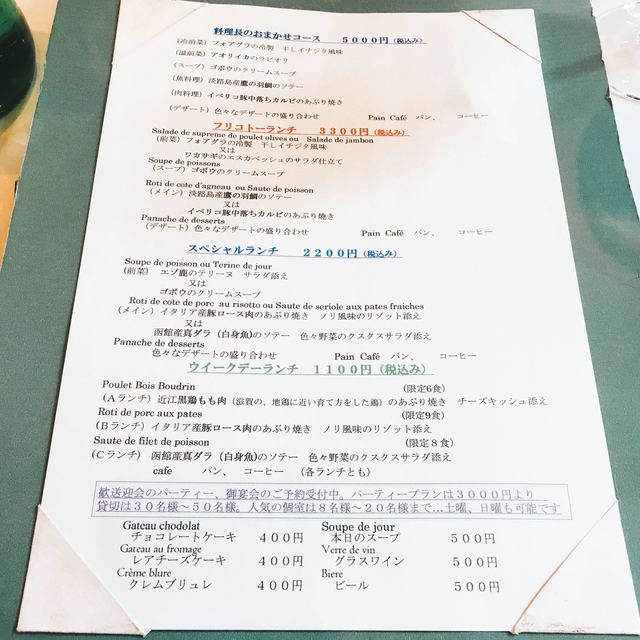 料理長のおまかせコース　５０００円（税込み）
（冷前菜）フォアグラの冷製　干しイチジク風味
（温前菜）アオリイカのラビオリ
（スープ）ゴボウのクリームスープ
（魚料理）淡路島産鷹の羽鯛のソテー
（肉料理）イベリコ豚中落ちカルビのあぶり焼き
（デザート）色々なデザートの盛り合わせ　Pain Café　パン、　コーヒー
フリコトーランチ　３３００円（税込み）
Salade de supreme de poulet olives ou　Salade de jambon
（前菜）フォアグラの冷製　干しイチジク風味
又は
ワカサギのエスカベッシュのサラダ仕立て
Soupe de poissons
（スープ）ゴボウのクリームスープ
Roti de cote d'agneau ou Saute de poisson
（メイン）淡路島産鷹の羽鯛のソテー
又は
イベリコ豚中落ちカルビのあぶり焼き
Panache de desserts
（デザート）色々なデザートの盛り合わせ　Pain Café　パン、　コーヒー
スペシャルランチ　２２００円（税込み）
Soupe de poisson ou Terine de jour
（前菜）　エゾ鹿のテリーヌ　サラダ添え
又は
ゴボウのクリームスープ
Roti de cote de porc au risotto ou Saute de seriole aux pates fraiches
（メイン）イタリア産豚ロース肉のあぶり焼き　ノリ風味のリゾット添え
又は
函館産真ダラ（白身魚）のソテー　色々野菜のクスクスサラダ添え
Panache de desserts
色々なデザートの盛り合わせ　Pain Café　パン、　コーヒー
ウイークデーランチ　１１００円（税込み）
Poulet Bois Boudrin　（限定6食）
（Ａランチ）近江黒鶏もも肉（滋賀の、地鶏に近い育て方をした鶏）のあぶり焼き　チーズキッシュ添え
Roti de porc aux pates　（限定9食）
（Ｂランチ）イタリア産豚ロース肉のあぶり焼き　ノリ風味のリゾット添え
Saute de filet de poisson　（限定８食）
（Ｃランチ）　函館産真ダラ（白身魚）のソテー　色々野菜のクスクスサラダ添え
cafe　パン、　コーヒー　（各ランチとも）
歓送迎会のパーティー、御宴会のご予約受付中。パーティープランは３０００円より
貸切は３０名様～５０名様。人気の個室は８名様～２０名様まで…土曜、日曜も可能です
Gateau chodolat　Soupe de jour
チョコレートケーキ　４００円　本日のスープ　５００円
Gateau au fromage　Verre de vin
レアチーズケーキ　４００円　グラスワイン　５００円
Crème blure　Biere
クレムブリュレ　４００円　ビール　５００円